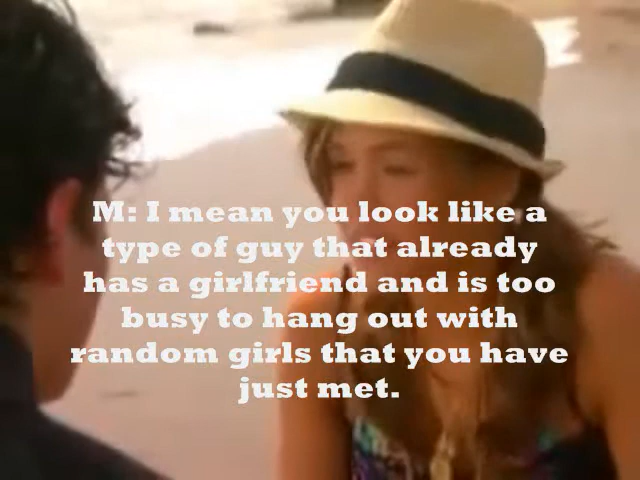 M: I mean you look like a
type of guy that already
has a girlfriend and is too
busy to hang out with
random girls that you have
just met.